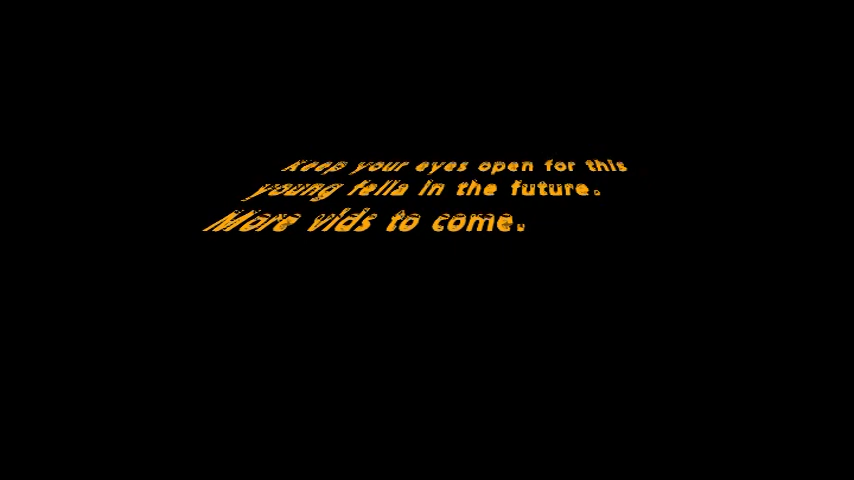 Keep your eyes open for this
young fella in the future.
More vids to come.